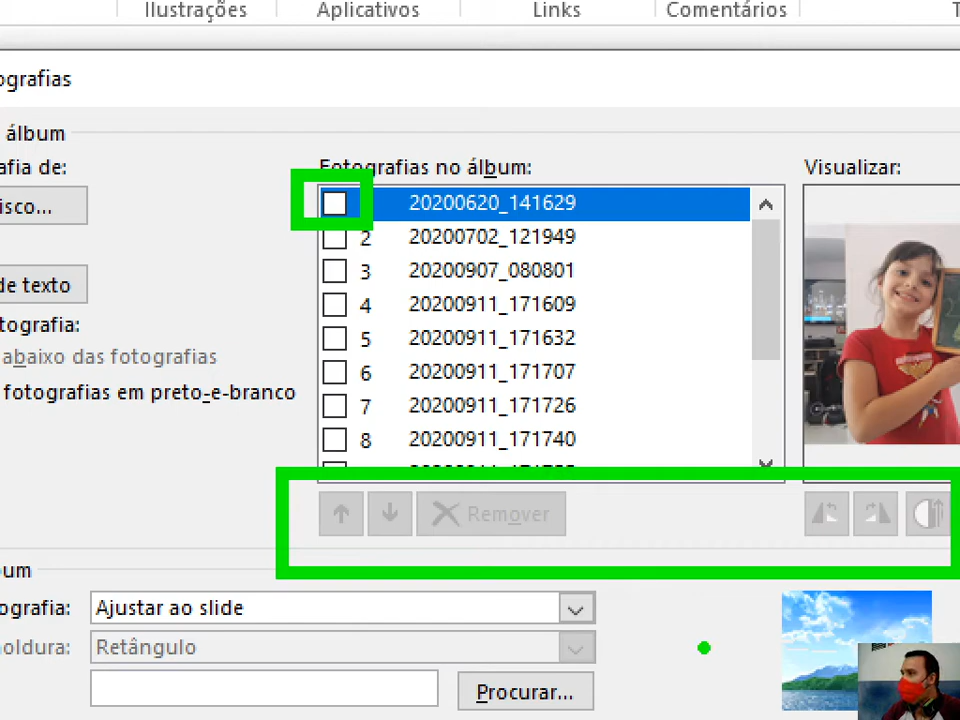 Ilustrações Aplicativos Links Comentários T
ografias
álbum
afia de: Fotografias no álbum: Visualizar:
isco...
20200620_141629
2 20200702_121949
3 20200907_080801
de texto
4 20200911_171609
tografia:
5 20200911_171632
abaixo das fotografias
6 20200911_171707
fotografias em preto-e-branco
7 20200911_171726
8 20200911_171740
Remover
um
ografia: Ajustar ao slide
oldura: Retângulo
Procurar...